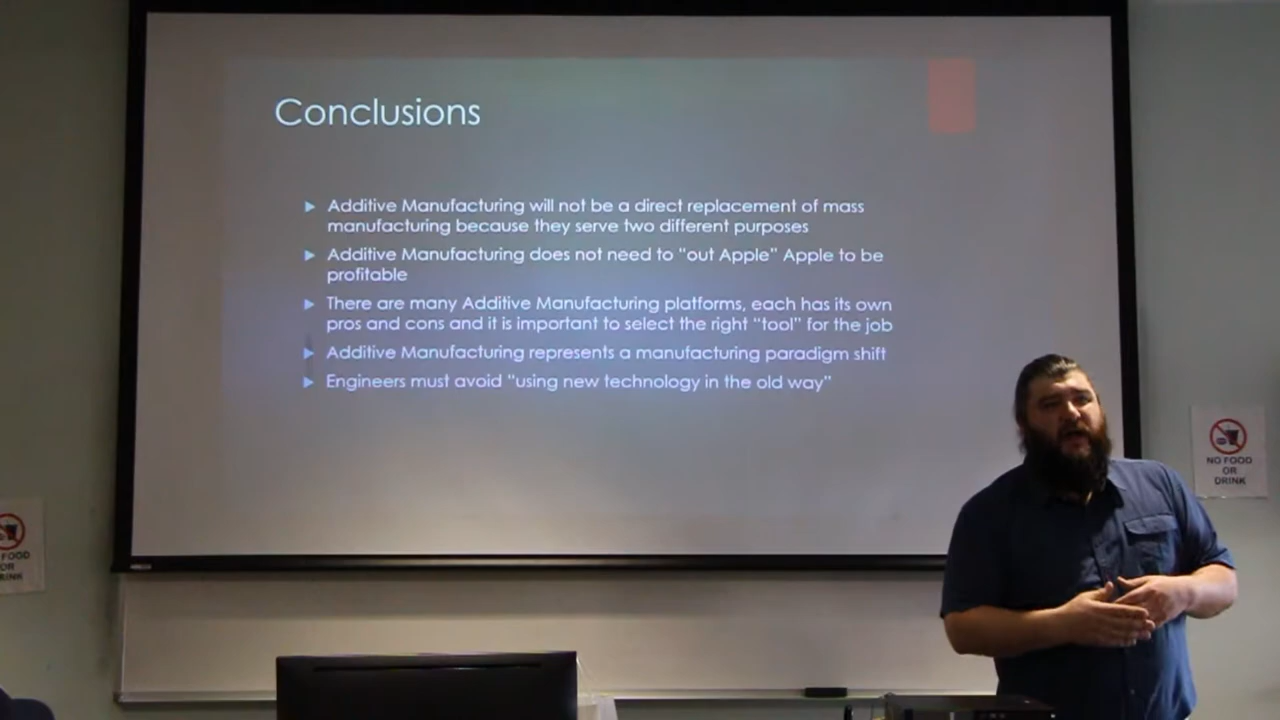 Conclusions
Additive Manufacturing will not be a direct replacement of mass
manufacturing because they serve two different purposes
Additive Manufacturing does not need to “out Apple” Apple to be
profitable
There are many Additive Manufacturing platforms, each has its own
pros and cons and it is important to select the right “tool” for the job
Additive Manufacturing represents a manufacturing paradigm shift
Engineers must avoid “using new technology in the old way”
NO FOOD
OR
DRINK
FOOD
OR
RINK